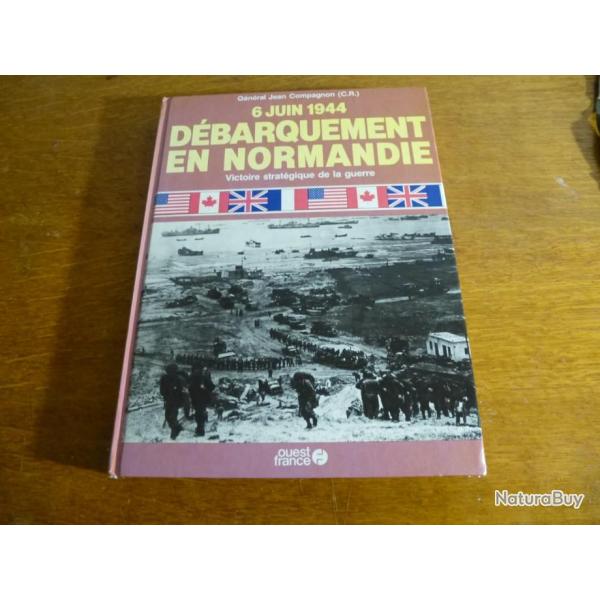 Général Jean Compagnon (C.R.)
6 JUIN 1944
DÉBARQUEMENT
EN NORMANDIE
Victoire stratégique de la guerre
ouest
france
NaturaBuy